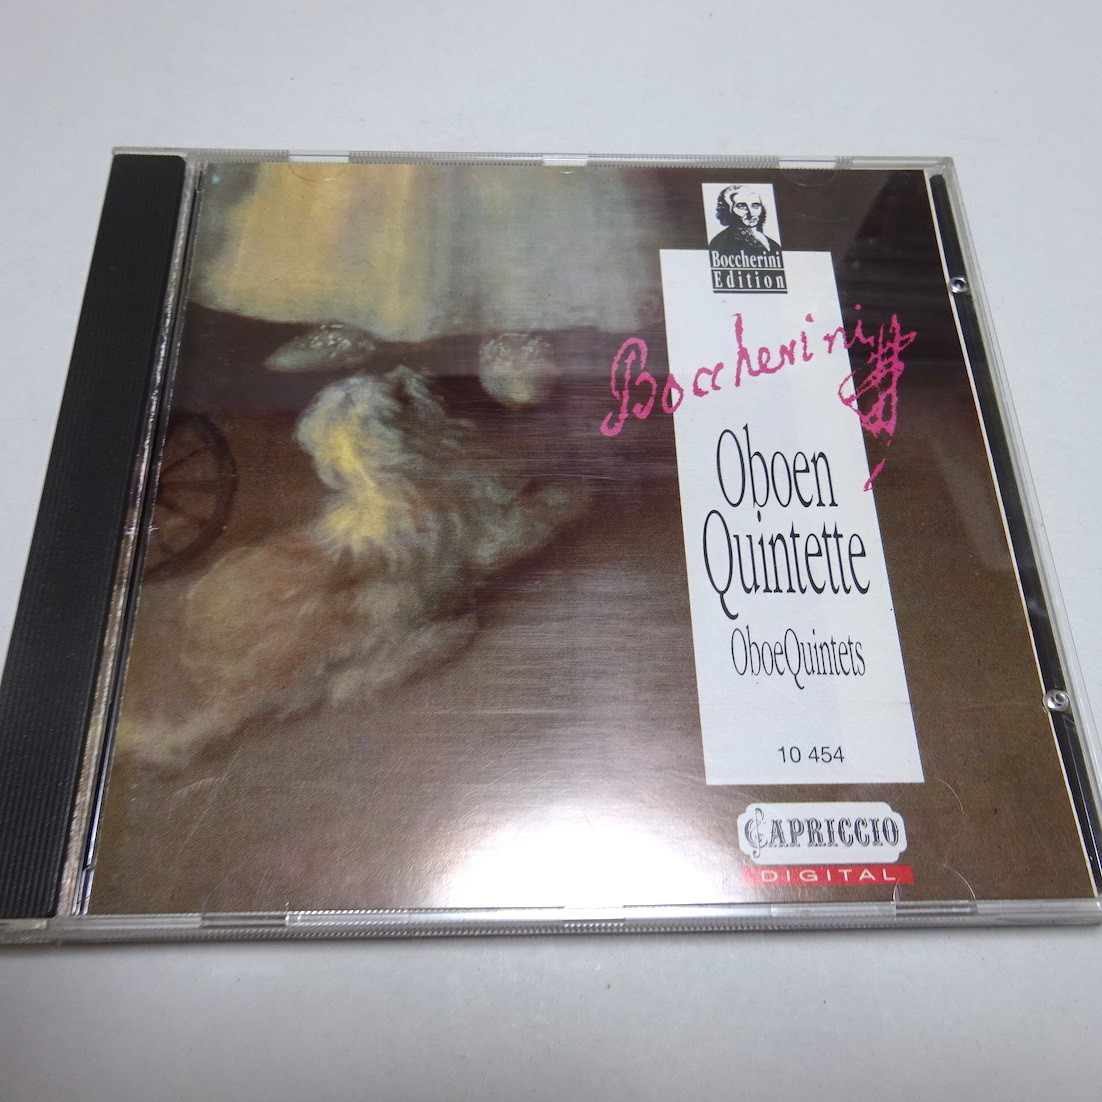 Boccherini
Edition
Boccherini
Oboen
Quintette
OboeQuintets
10 454
CAPRICCIO
DIGITAL